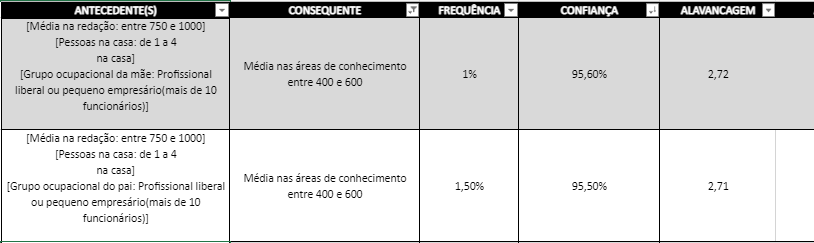 ANTECEDENTE(S) CONSEQUENTE FREQUÊNCIA CONFIANÇA ALAVANCAGEM
[Média na redação: entre 750 e 1000]
[Pessoas na casa: de 1 a 4
na casa]
[Grupo ocupacional da mãe: Profissional
liberal ou pequeno empresário(mais de 10
funcionários)]
Média nas áreas de conhecimento
entre 400 e 600
1%
95,60%
2,72
[Média na redação: entre 750 e 1000]
[Pessoas na casa: de 1 a 4
na casa]
[Grupo ocupacional do pai: Profissional liberal
ou pequeno empresário(mais de 10
funcionários)]
Média nas áreas de conhecimento
entre 400 e 600
1,50%
95,50%
2,71